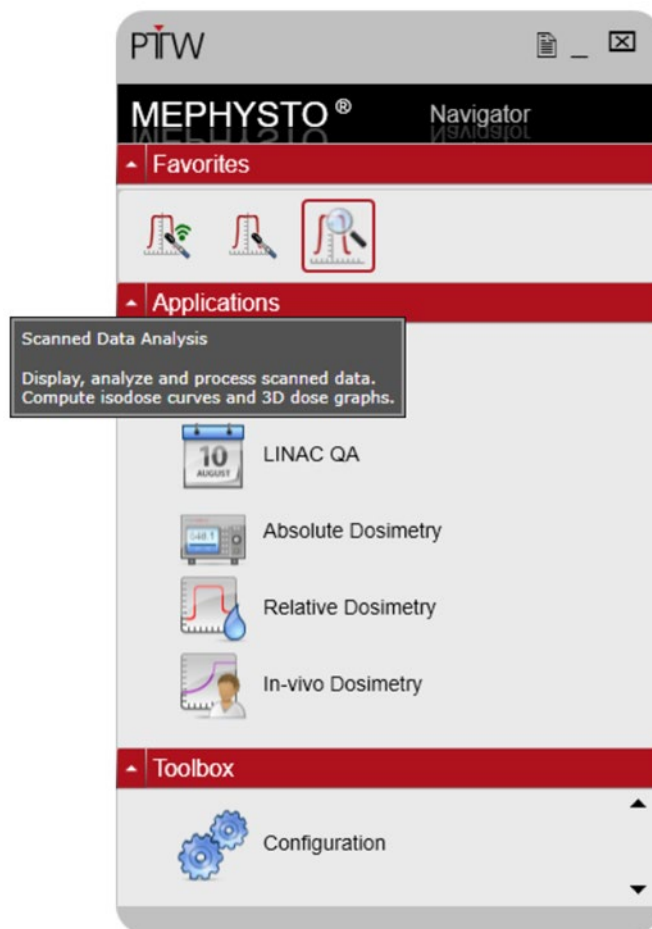 PTW
MEPHYSTO® Navigator
Favorites
Applications
Scanned Data Analysis
Display, analyze and process scanned data.
Compute isodose curves and 3D dose graphs.
10
AUGUST
LINAC QA
Absolute Dosimetry
Relative Dosimetry
In-vivo Dosimetry
Toolbox
Configuration